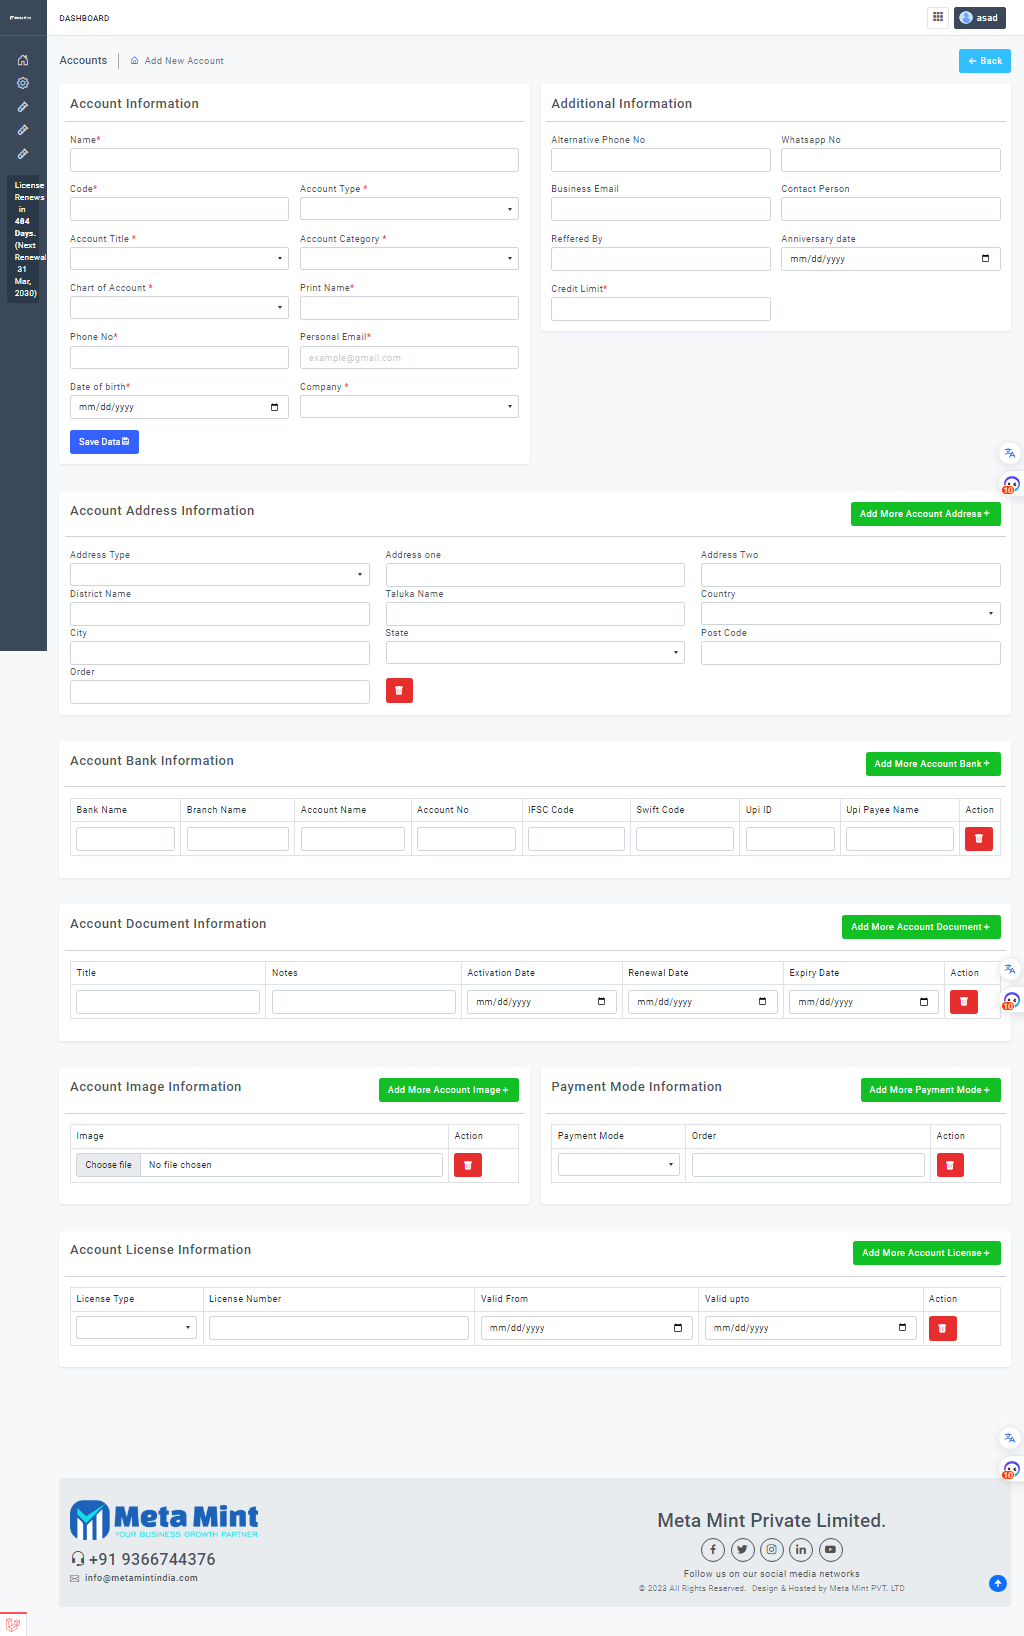 DASHBOARD
asad
Accounts
Add New Account
Back
License
Renews
in
484
Days.
(Next
Renewal
31
Mar,
2030)
Account Information
Name*
Code*
Account Type *
Account Title *
Account Category *
Chart of Account *
Print Name*
Phone No*
Personal Email*
example@gmail.com
Date of birth*
Company *
mm/dd/yyyy
Save Data
Additional Information
Alternative Phone No
Whatsapp No
Business Email
Contact Person
Reffered By
Anniversary date
mm/dd/yyyy
Credit Limit*
10
Account Address Information
Add More Account Address+
Address Type
Address one
Address Two
District Name
Taluka Name
Country
City
State
Post Code
Order
Account Bank Information
Add More Account Bank+
Bank Name
Branch Name
Account Name
Account No
IFSC Code
Swift Code
Upi ID
Upi Payee Name
Action
Account Document Information
Add More Account Document+
Title
Notes
Activation Date
Renewal Date
Expiry Date
Action
mm/dd/yyyy
mm/dd/yyyy
mm/dd/yyyy
10
Account Image Information
Add More Account Image+
Image
Action
Choose file
No file chosen
Payment Mode Information
Add More Payment Mode+
Payment Mode
Order
Action
Account License Information
Add More Account License+
License Type
License Number
Valid From
Valid upto
Action
mm/dd/yyyy
mm/dd/yyyy
10
Meta Mint
YOUR BUSINESS GROWTH PARTNER
+91 9366744376
info@metamintindia.com
Meta Mint Private Limited.
Follow us on our social media networks
© 2023 All Rights Reserved. Design & Hosted by Meta Mint PVT. LTD